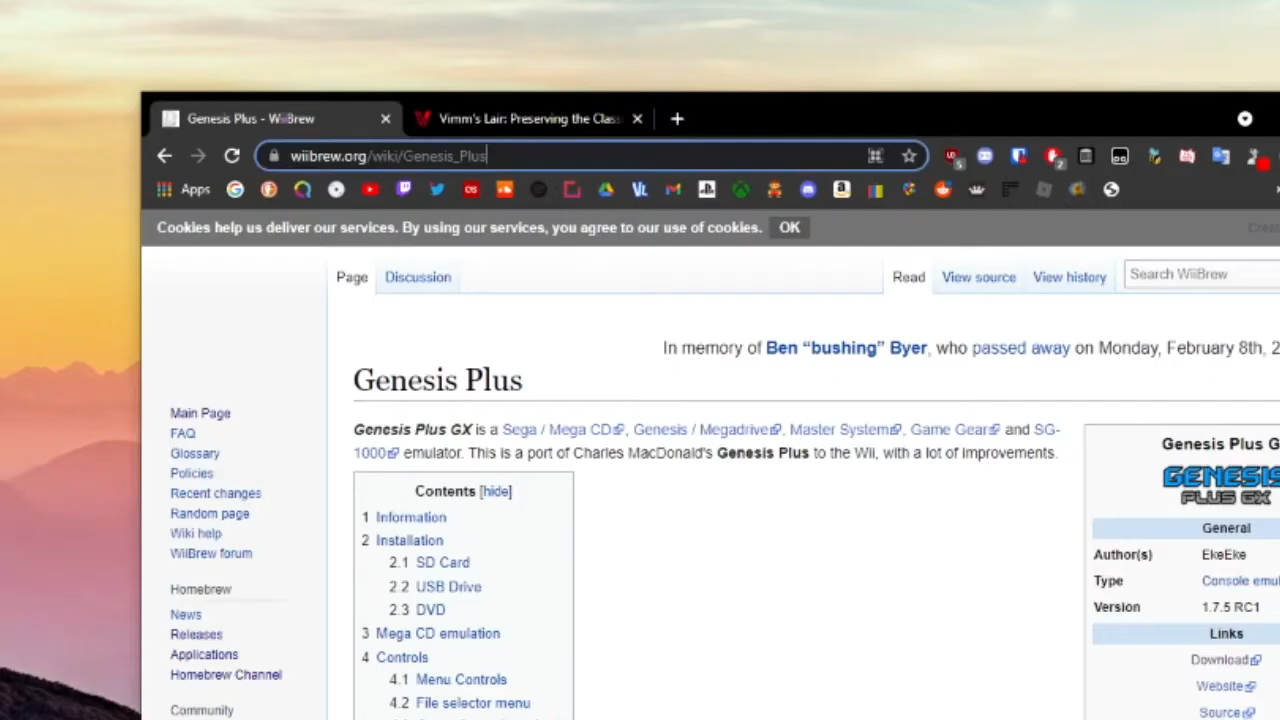 Genesis Plus - WiiBrew
Vimm's Lair: Preserving the Clas
wiibrew.org/wiki/Genesis_Plus
Apps
Cookies help us deliver our services. By using our services, you agree to our use of cookies. OK
Page Discussion Read View source View history Search WiiBrew
In memory of Ben “bushing” Byer, who passed away on Monday, February 8th, 2
Genesis Plus
Genesis Plus GX is a Sega / Mega CD, Genesis / Megadrive, Master System, Game Gear and SG-
1000 emulator. This is a port of Charles MacDonald's Genesis Plus to the Wii, with a lot of improvements.
Main Page
FAQ
Glossary
Policies
Recent changes
Random page
Wiki help
WiiBrew forum
Homebrew
News
Releases
Applications
Homebrew Channel
Community
Contents [hide]
1 Information
2 Installation
2.1 SD Card
2.2 USB Drive
2.3 DVD
3 Mega CD emulation
4 Controls
4.1 Menu Controls
4.2 File selector menu
Genesis Plus G
GENESIS
PLUS GX
General
Author(s) EkeEke
Type Console emu
Version 1.7.5 RC1
Links
Download
Website
Source